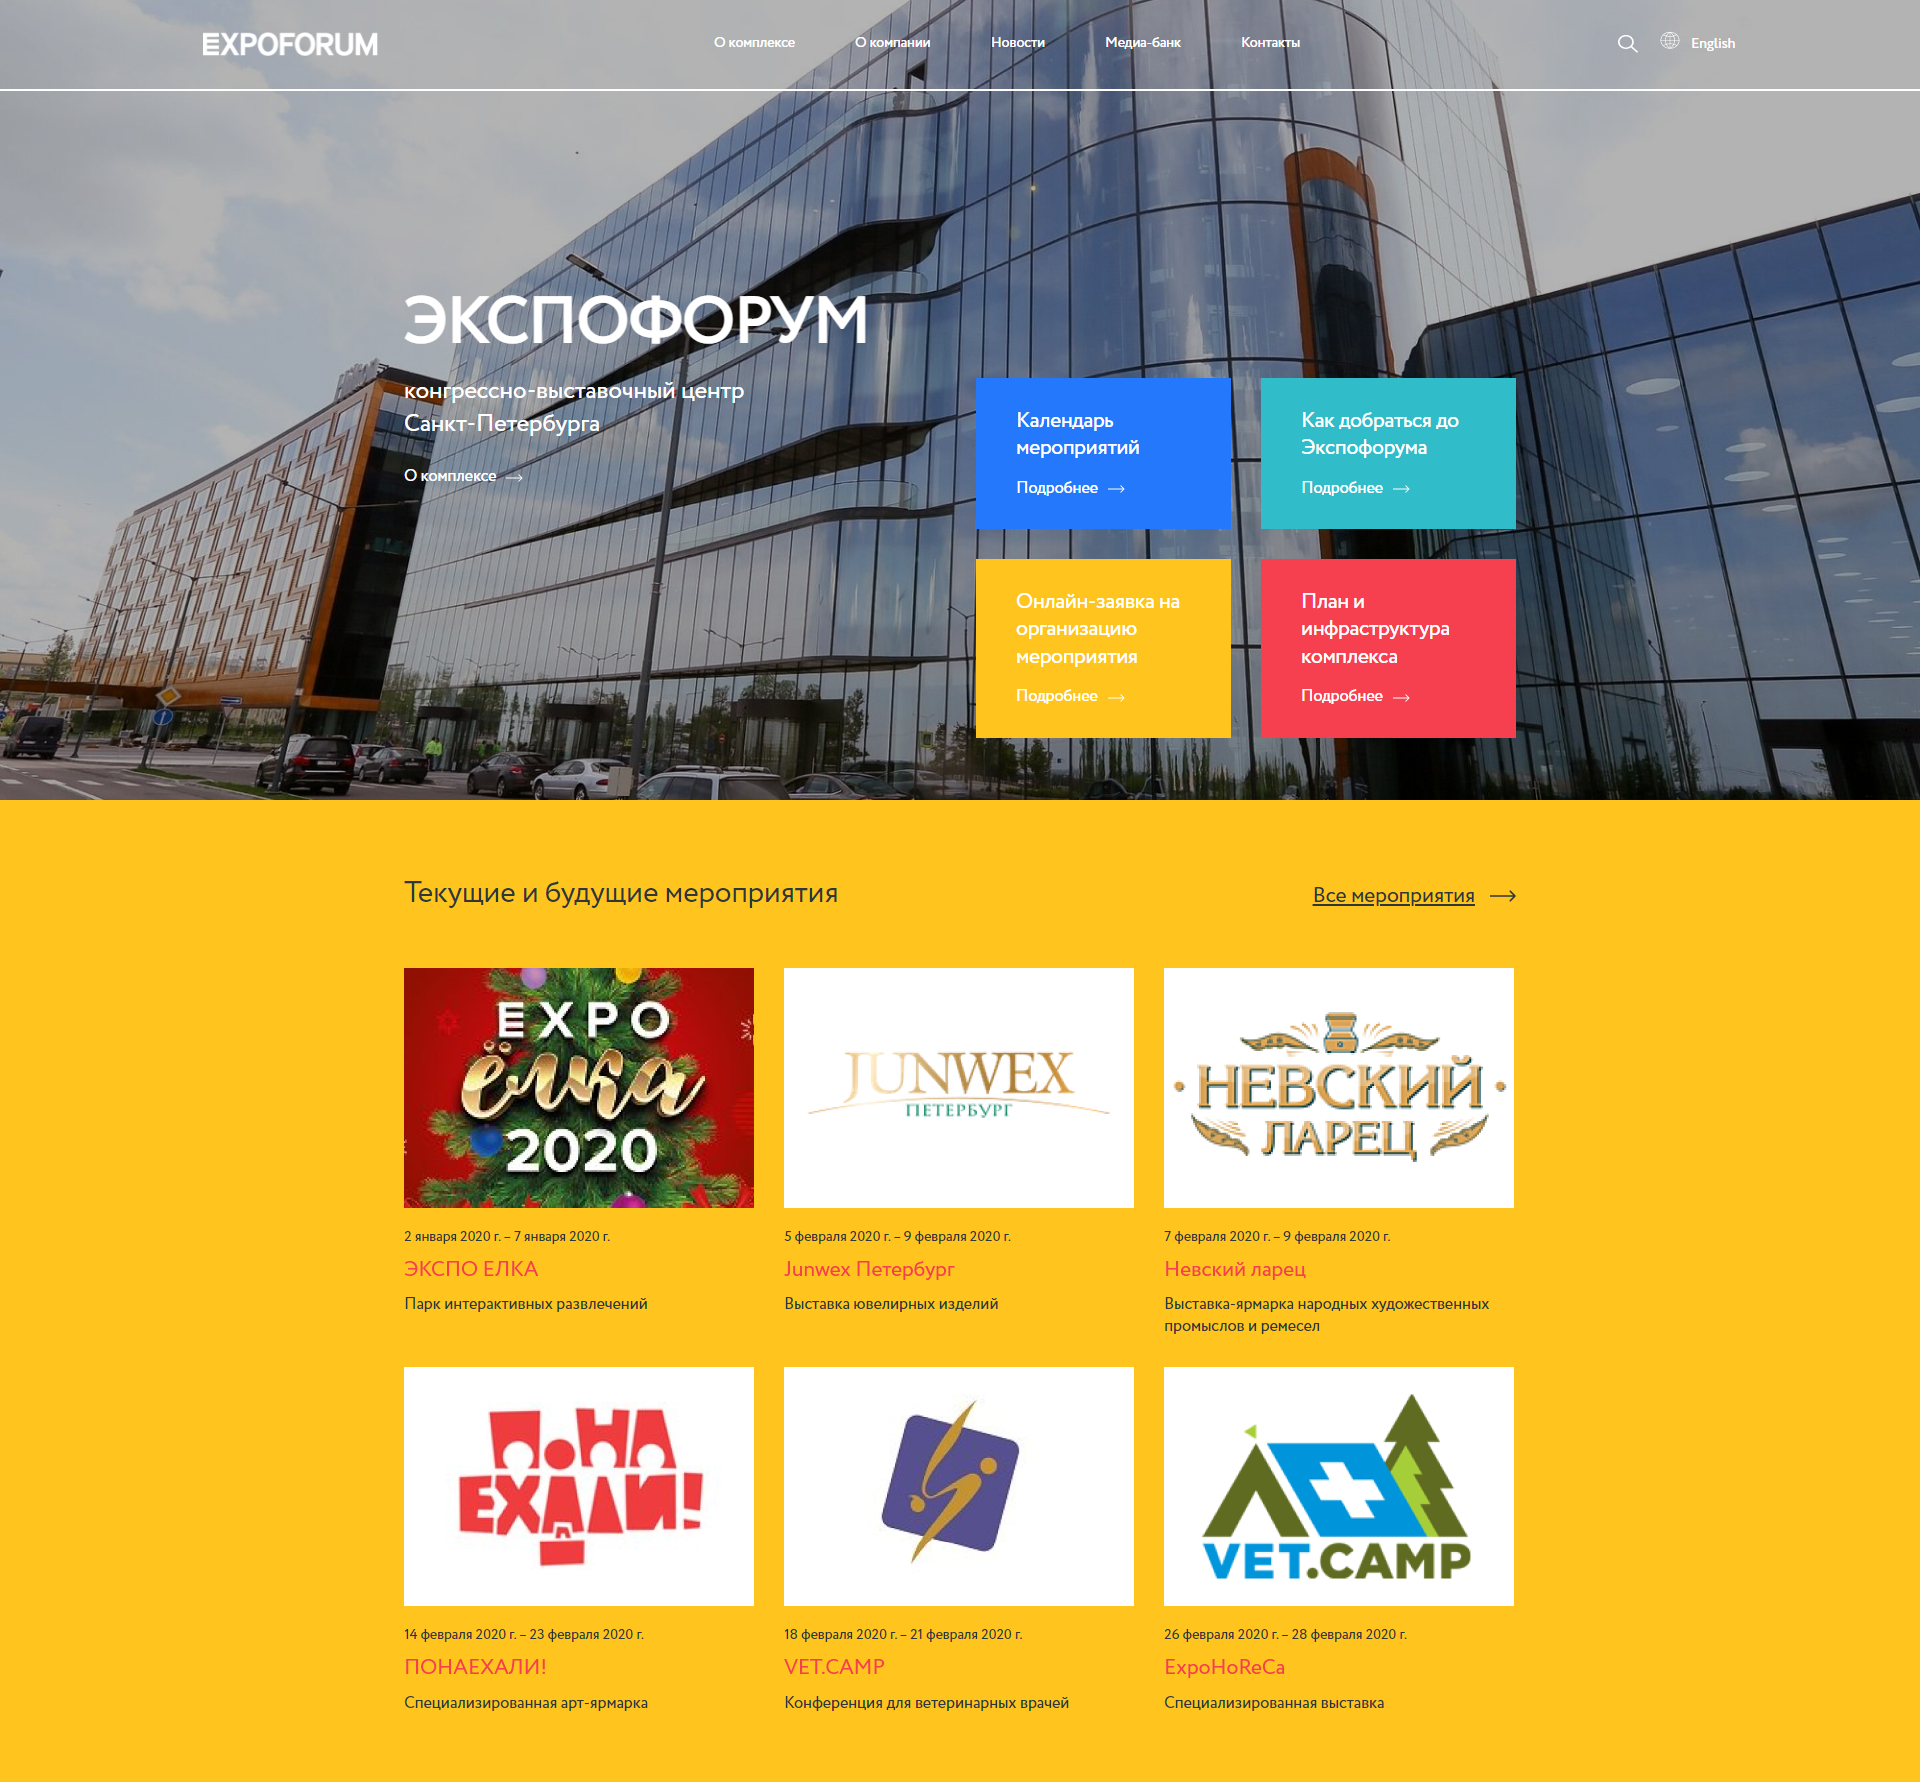 EXPOFORUM
О комплексе
О компании
Новости
Медиа-банк
Контакты
English
ЭКСПОФОРУМ
конгрессно-выставочный центр
Санкт-Петербурга
О комплексе
Календарь
мероприятий
Подробнее
Как добраться до
Экспофорума
Подробнее
Онлайн-заявка на
организацию
мероприятия
Подробнее
План и
инфраструктура
комплекса
Подробнее
Текущие и будущие мероприятия
Все мероприятия
EXPO
ёлка
2020
2 января 2020 г. – 7 января 2020 г.
ЭКСПО ЕЛКА
Парк интерактивных развлечений
JUNWEX
ПЕТЕРБУРГ
5 февраля 2020 г. – 9 февраля 2020 г.
Junwex Петербург
Выставка ювелирных изделий
НЕВСКИЙ
ЛАРЕЦ
7 февраля 2020 г. – 9 февраля 2020 г.
Невский ларец
Выставка-ярмарка народных художественных
промыслов и ремесел
ПОНА
ЕХАЛИ!
14 февраля 2020 г. – 23 февраля 2020 г.
ПОНАЕХАЛИ!
Специализированная арт-ярмарка
18 февраля 2020 г. – 21 февраля 2020 г.
VET.CAMP
Конференция для ветеринарных врачей
VET.CAMP
26 февраля 2020 г. – 28 февраля 2020 г.
ExpoHoReCa
Специализированная выставка